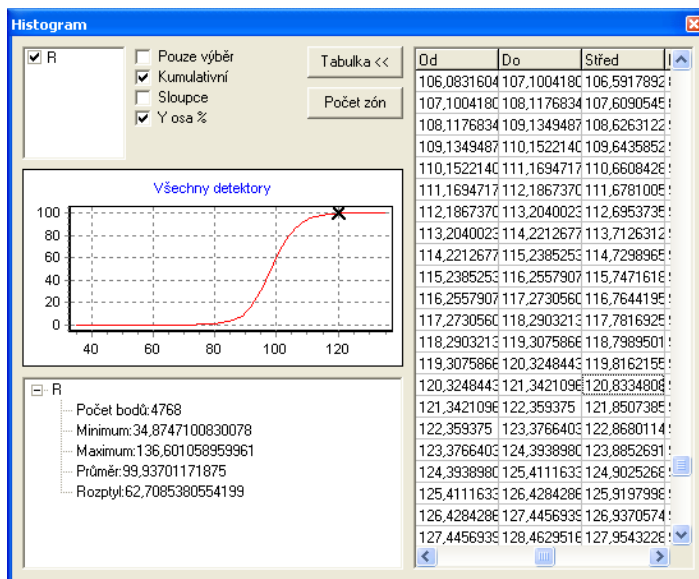 Histogram
R
Pouze výběr
Kumulativní
Sloupce
Y osa %
Tabulka <<
Počet zón
Všechny detektory
100
80
60
40
20
0
40 60 80 100 120
R
Počet bodů:4768
Minimum:34,8747100830078
Maximum:136,601058959961
Průměr:99,93701171875
Rozptyl:62,7085380554199
Od Do Střed
106,0831604 107,1004180 106,5917892
107,1004180 108,1176834 107,6090545
108,1176834 109,1349487 108,6263122
109,1349487 110,1522140 109,6435852
110,1522140 111,1694717 110,6608428
111,1694717 112,1867370 111,6781005
112,1867370 113,2040023 112,6953735
113,2040023 114,2212677 113,7126312
114,2212677 115,2385253 114,7298965
115,2385253 116,2557907 115,7471618
116,2557907 117,2730560 116,7644195
117,2730560 118,2903213 117,7816925
118,2903213 119,3075866 118,7989501
119,3075866 120,3248443 119,8162155
120,3248443 121,3421096 120,8334808
121,3421096 122,359375 121,8507385
122,359375 123,3766403 122,8680114
123,3766403 124,3938980 123,8852691
124,3938980 125,4111633 124,9025268
125,4111633 126,4284286 125,9197998
126,4284286 127,4456939 126,9370574
127,4456939 128,4629516 127,9543228